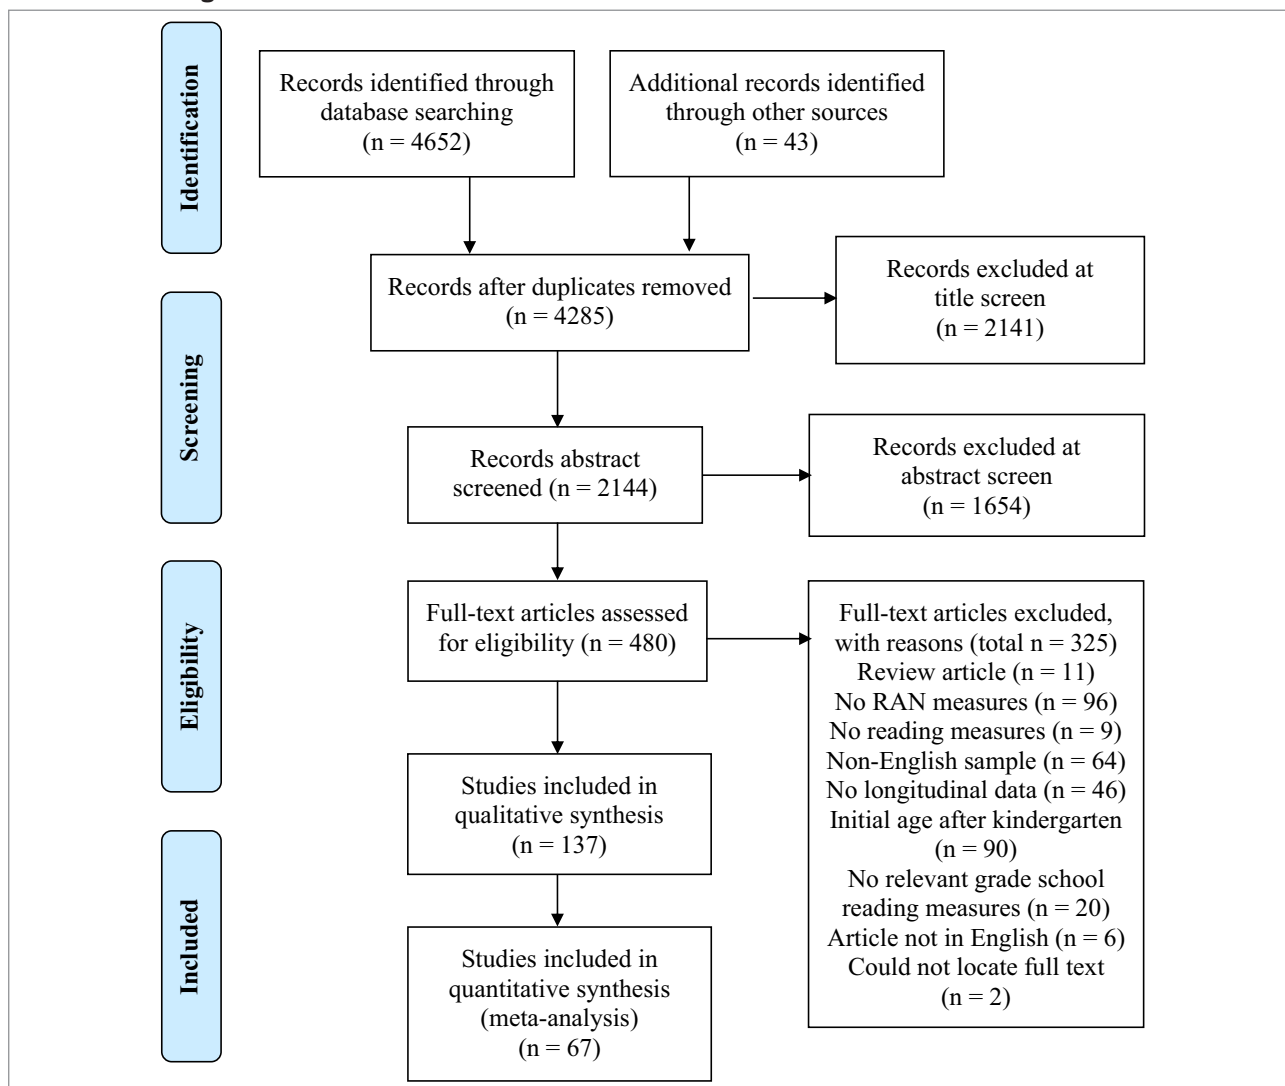 Identification
Records identified through
database searching
(n = 4652)
Additional records identified
through other sources
(n = 43)
Records after duplicates removed
(n = 4285)
Records excluded at
title screen
(n = 2141)
Screening
Records abstract
screened (n = 2144)
Records excluded at
abstract screen
(n = 1654)
Eligibility
Full-text articles assessed
for eligibility (n = 480)
Full-text articles excluded,
with reasons (total n = 325)
Review article (n = 11)
No RAN measures (n = 96)
No reading measures (n = 9)
Non-English sample (n = 64)
No longitudinal data (n = 46)
Initial age after kindergarten
(n = 90)
No relevant grade school
reading measures (n = 20)
Article not in English (n = 6)
Could not locate full text
(n = 2)
Studies included in
qualitative synthesis
(n = 137)
Included
Studies included in
quantitative synthesis
(meta-analysis)
(n = 67)